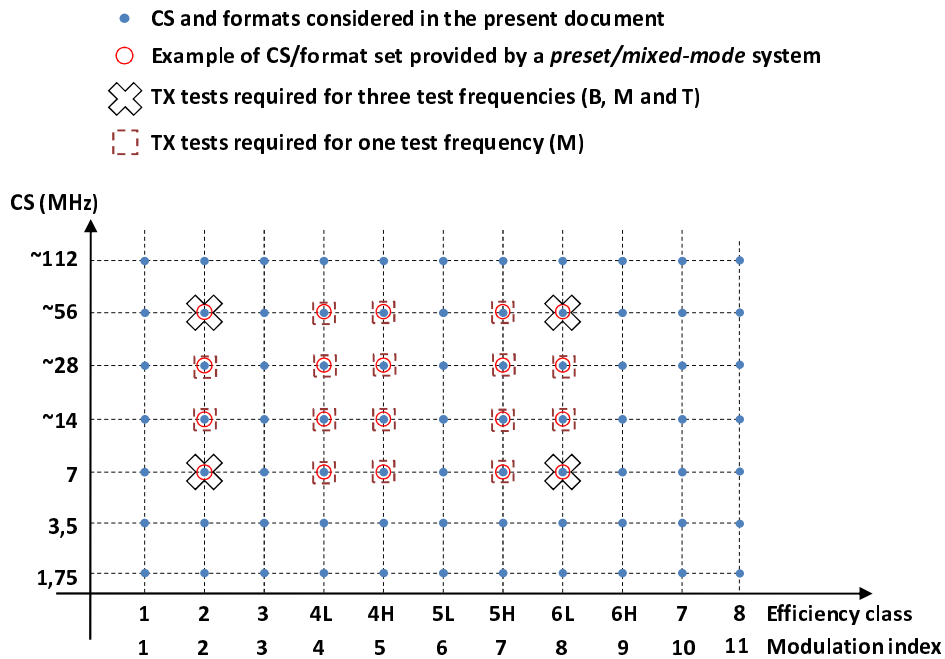 CS and formats considered in the present document
Example of CS/format set provided by a preset/mixed-mode system
TX tests required for three test frequencies (B, M and T)
TX tests required for one test frequency (M)
CS (MHz)
~112
~56
~28
~14
7
3,5
1,75
1 2 3 4L 4H 5L 5H 6L 6H 7 8 Efficiency class
1 2 3 4 5 6 7 8 9 10 11 Modulation index